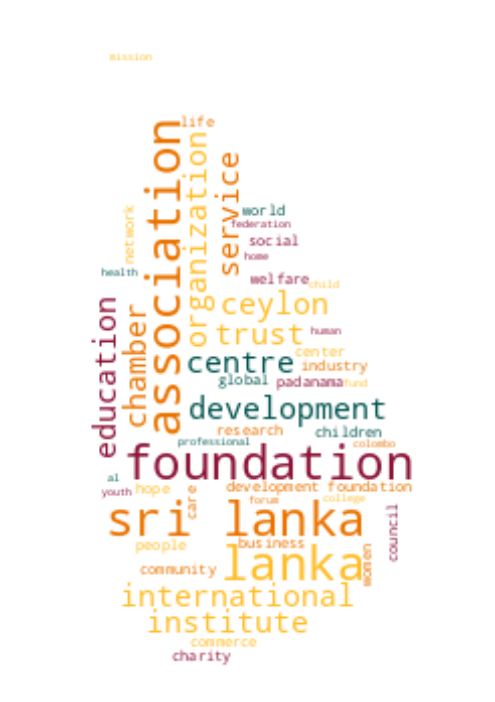 mission
life
association
organization
service
network
world
federation
social
home
health
welfare
child
education
chamber
ceylon
trust
human
centre
center
industry
global
padanama
fund
development
research
children
professional
colombo
foundation
al
youth
hope
care
development foundation
forum
college
sri lanka
council
people
business
lanka
women
community
international
institute
commerce
charity